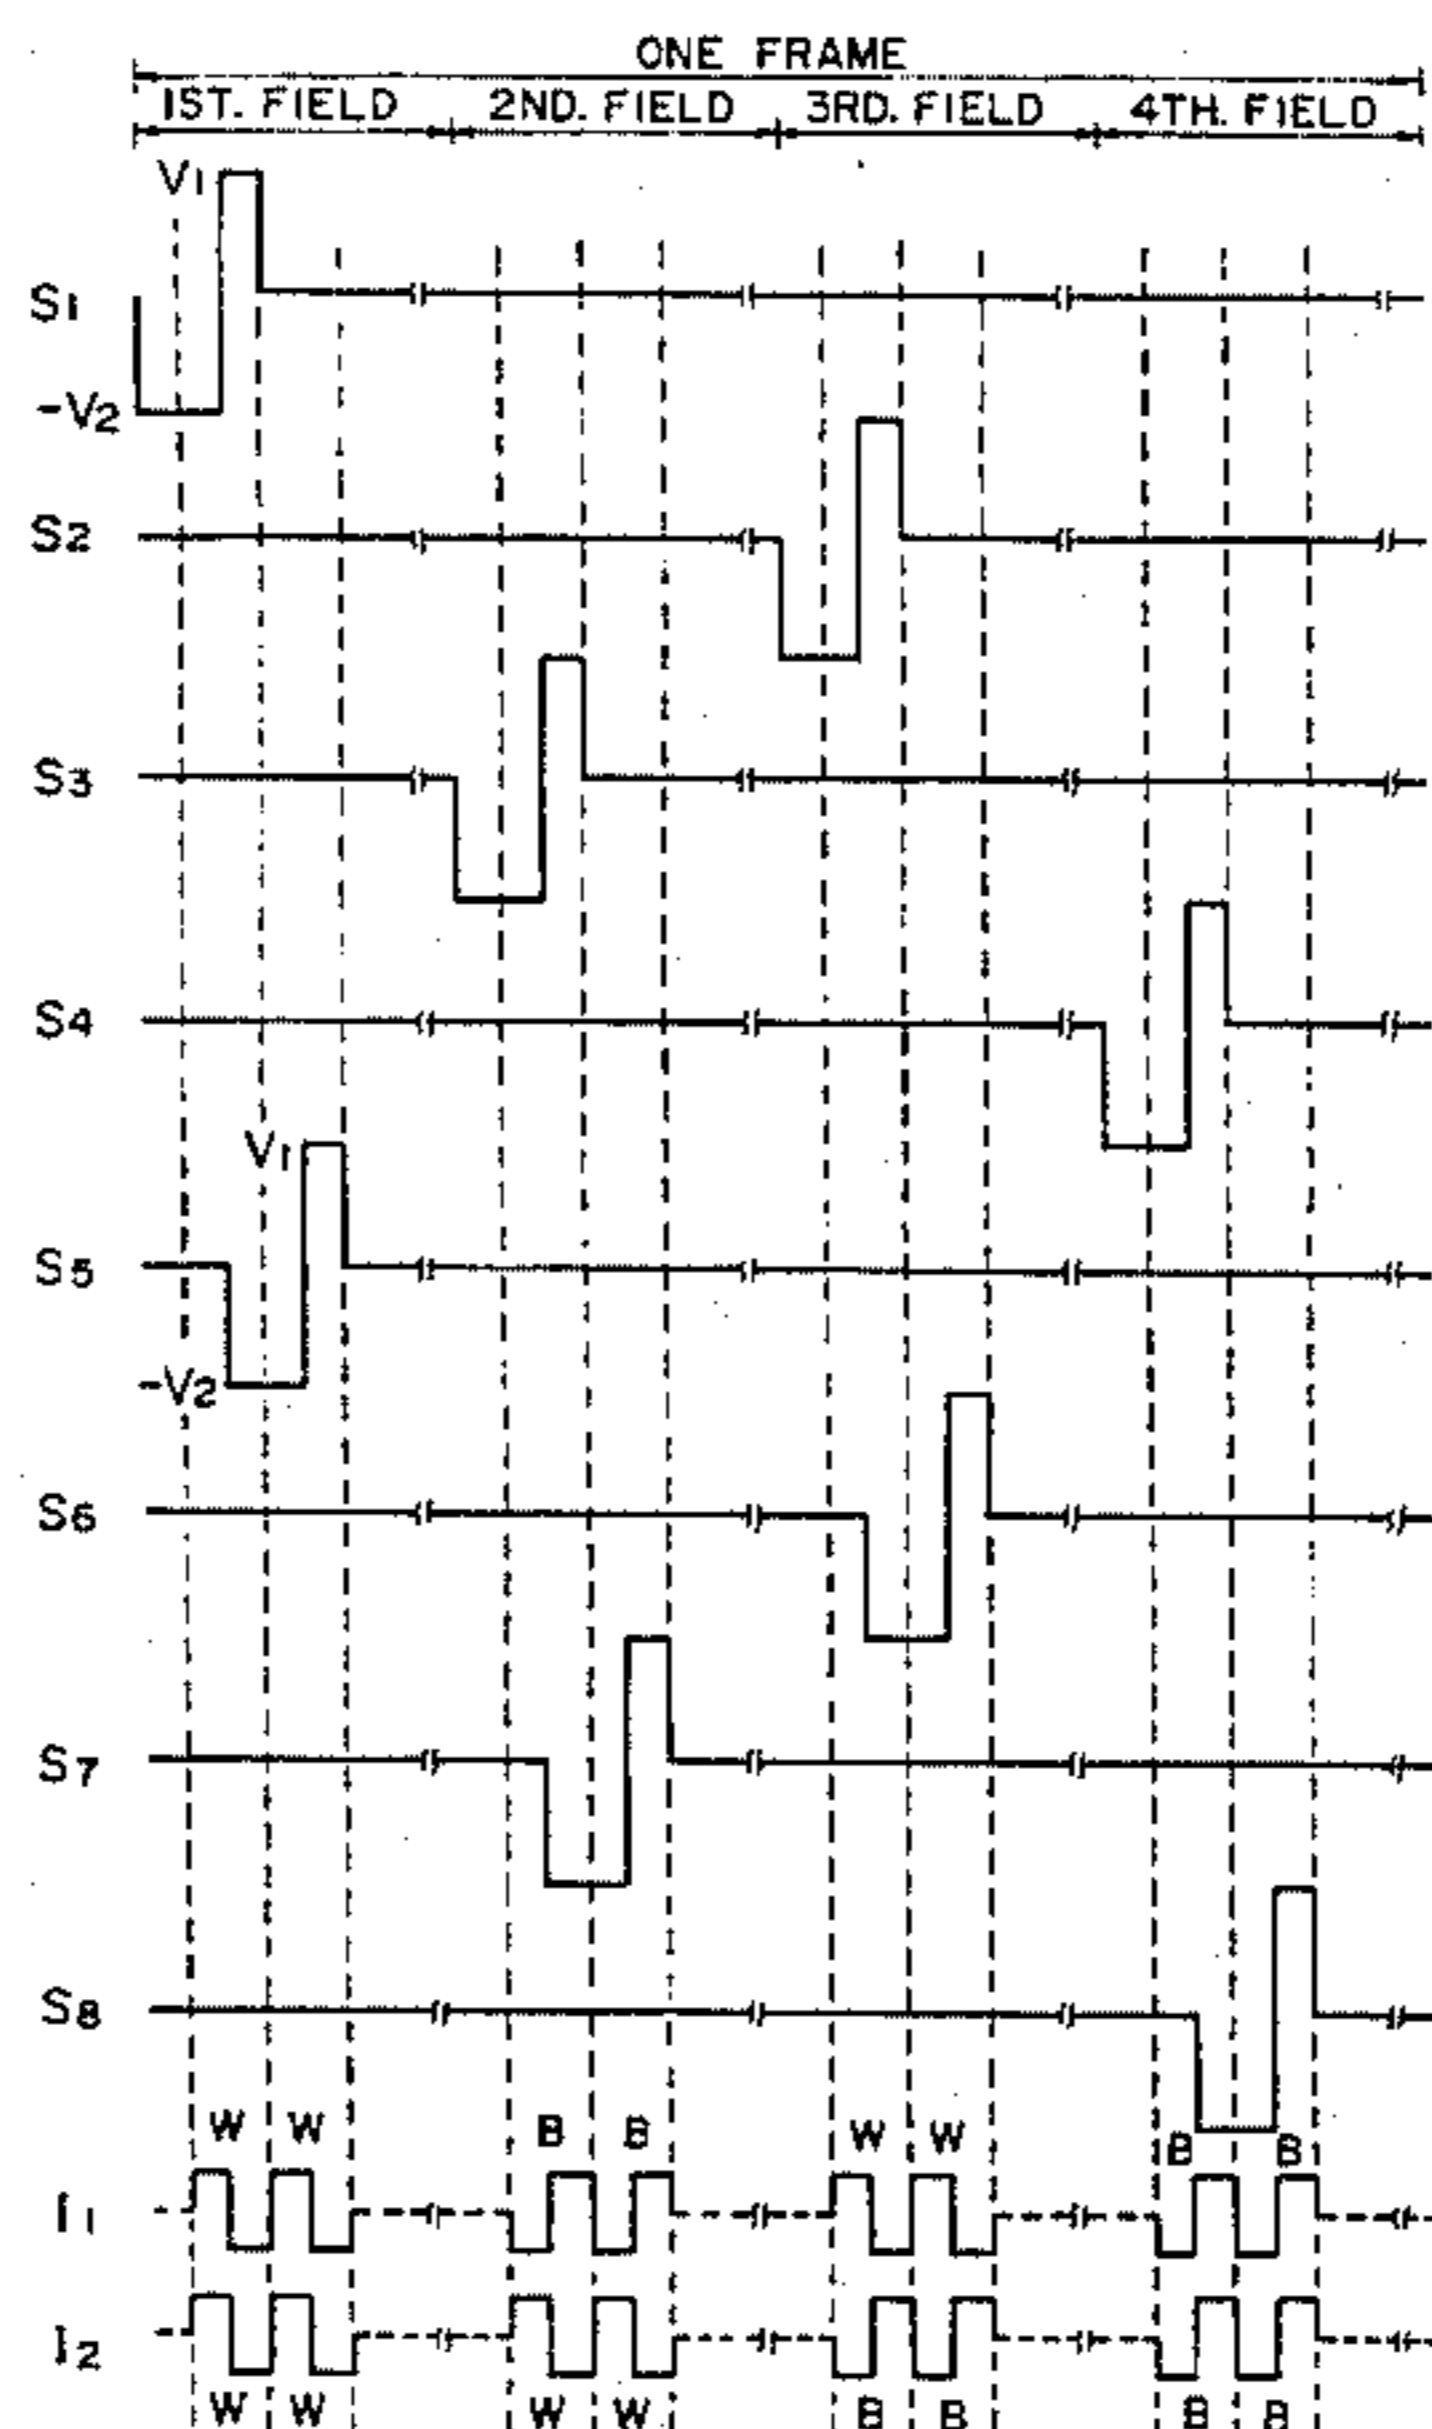 ONE FRAME
1ST. FIELD 2ND. FIELD 3RD. FIELD 4TH. FIELD
V1
S1
-V2
S2
S3
S4
V1
S5
-V2
S6
S7
S8
W W B B W W B B
I1
I2
W W W W B B B B